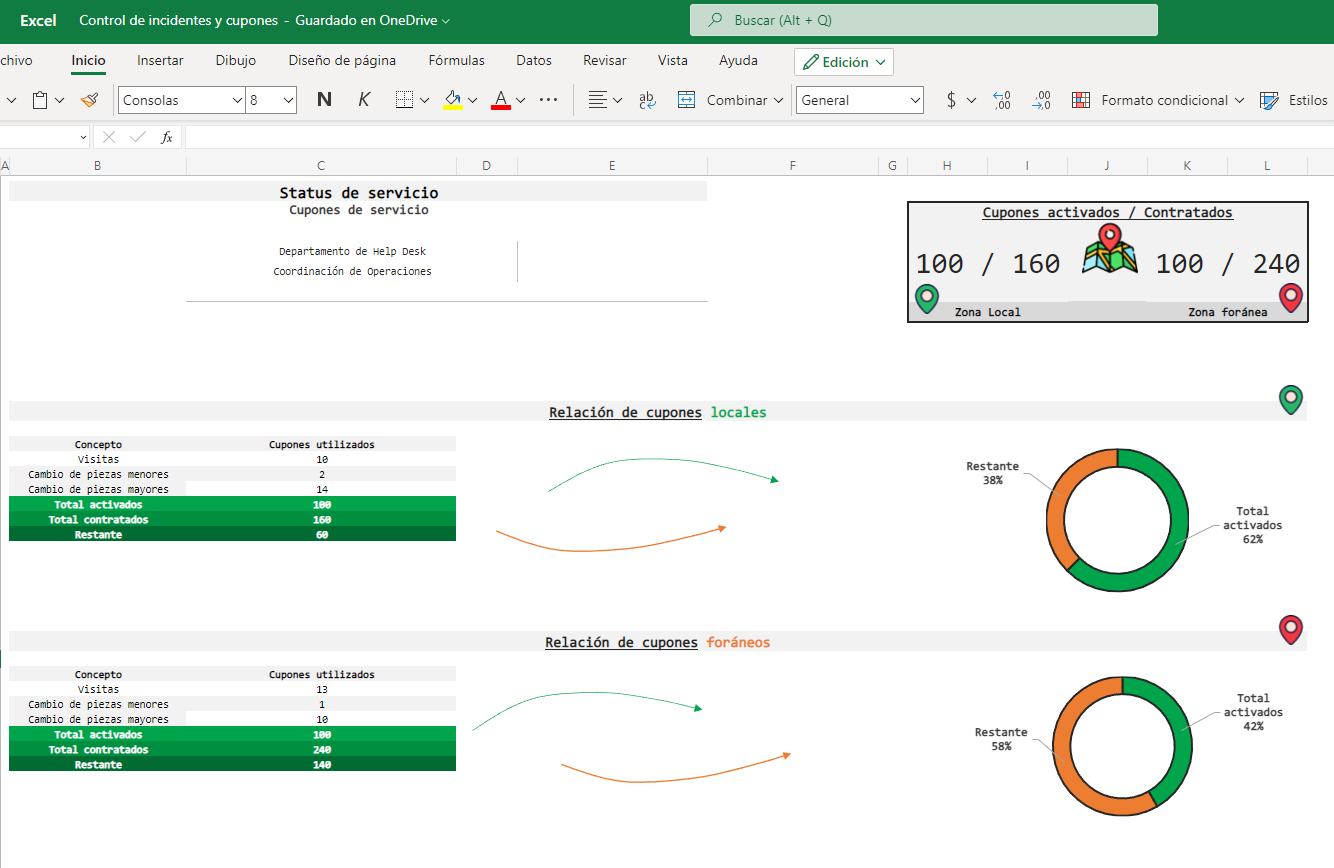 Excel Control de incidentes y cupones - Guardado en OneDrive Buscar (Alt + Q)
chivo Inicio Insertar Dibujo Diseño de página Fórmulas Datos Revisar Vista Ayuda Edición
Consolas 8 N K A ab Combinar General $ 0 ,00 ,00 ,0 Formato condicional Estilos
fx
A B C D E F G H I J K L
Status de servicio
Cupones de servicio
Departamento de Help Desk
Coordinación de Operaciones
Cupones activados / Contratados
100 / 160 100 / 240
Zona Local Zona foránea
Relación de cupones locales
Concepto Cupones utilizados
Visitas 10
Cambio de piezas menores 2
Cambio de piezas mayores 14
Total activados 100
Total contratados 160
Restante 60
Restante
38%
Total
activados
62%
Relación de cupones foráneos
Concepto Cupones utilizados
Visitas 13
Cambio de piezas menores 1
Cambio de piezas mayores 10
Total activados 100
Total contratados 240
Restante 140
Restante
58%
Total
activados
42%